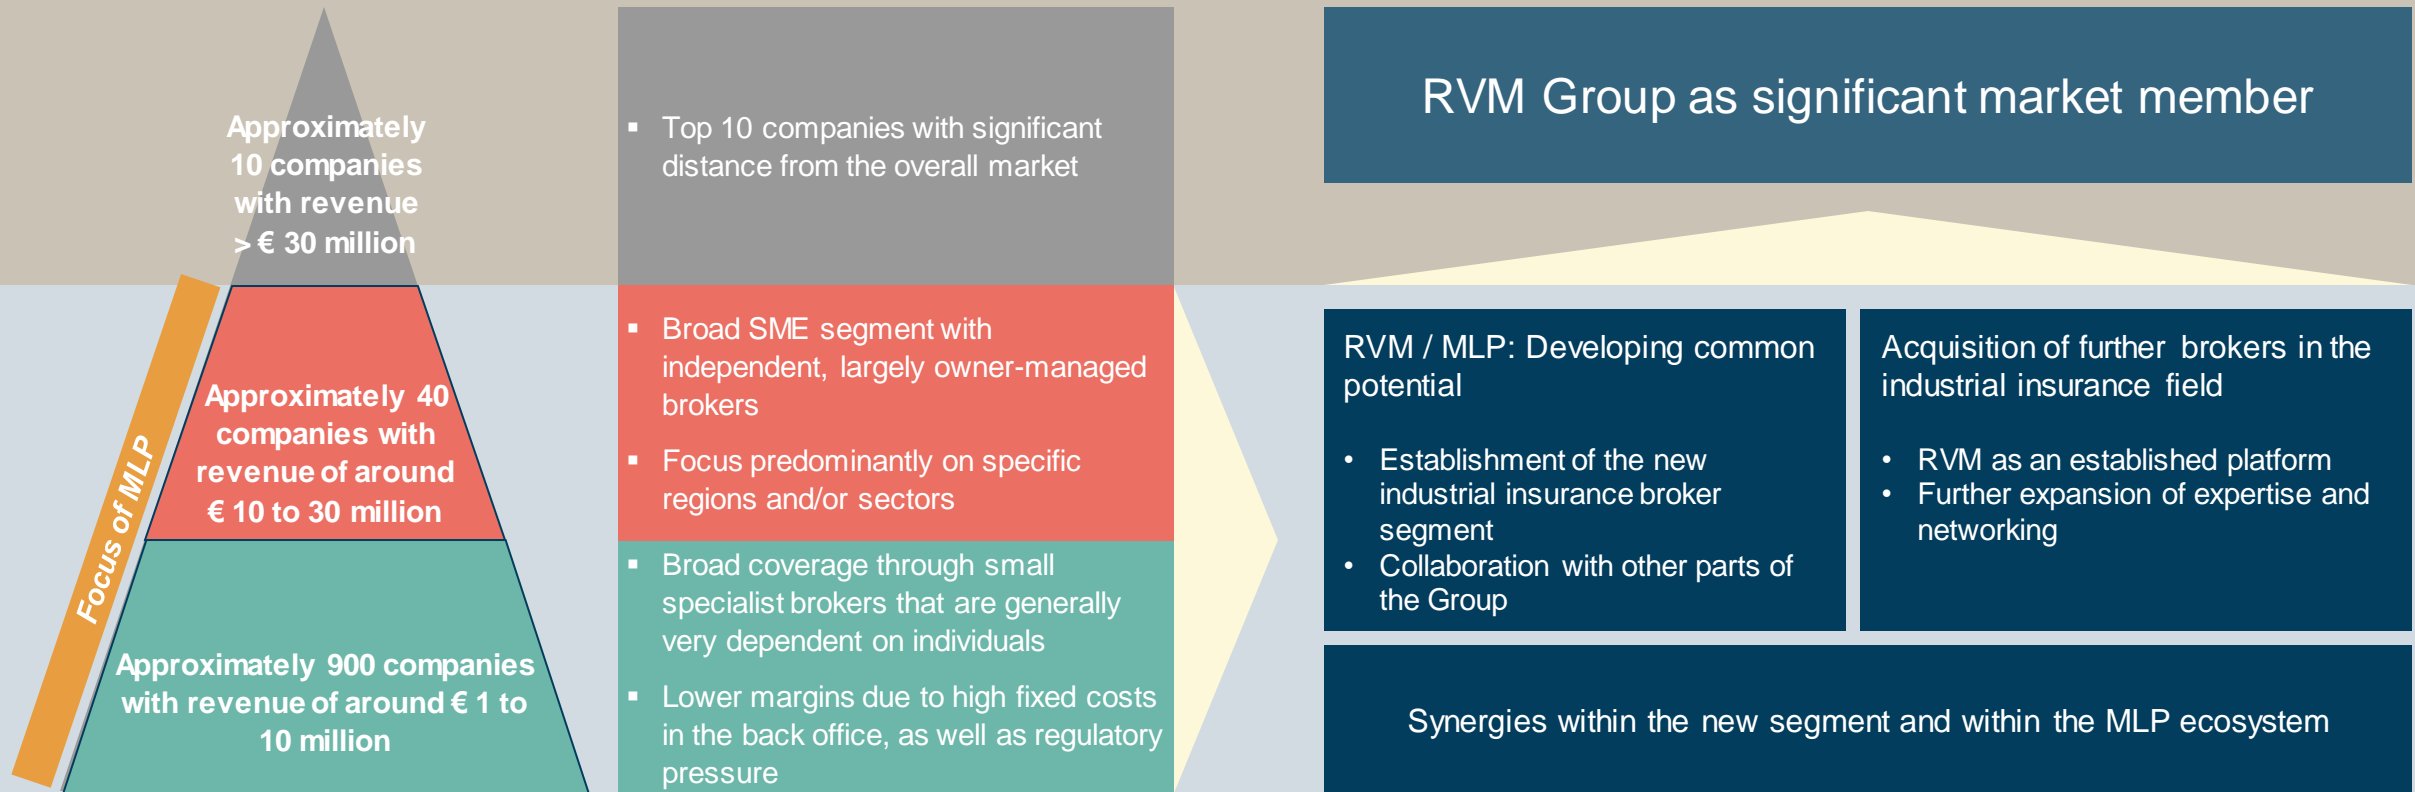 Approximately
10 companies
with revenue
> € 30 million
Focus of MLP
Approximately 40
companies with
revenue of around
€ 10 to 30 million
Approximately 900 companies
with revenue of around € 1 to
10 million
▪ Top 10 companies with significant
distance from the overall market
▪ Broad SME segment with
independent, largely owner-managed
brokers
▪ Focus predominantly on specific
regions and/or sectors
▪ Broad coverage through small
specialist brokers that are generally
very dependent on individuals
▪ Lower margins due to high fixed costs
in the back office, as well as regulatory
pressure
RVM Group as significant market member
RVM / MLP: Developing common
potential
• Establishment of the new
industrial insurance broker
segment
• Collaboration with other parts of
the Group
Acquisition of further brokers in the
industrial insurance field
• RVM as an established platform
• Further expansion of expertise and
networking
Synergies within the new segment and within the MLP ecosystem